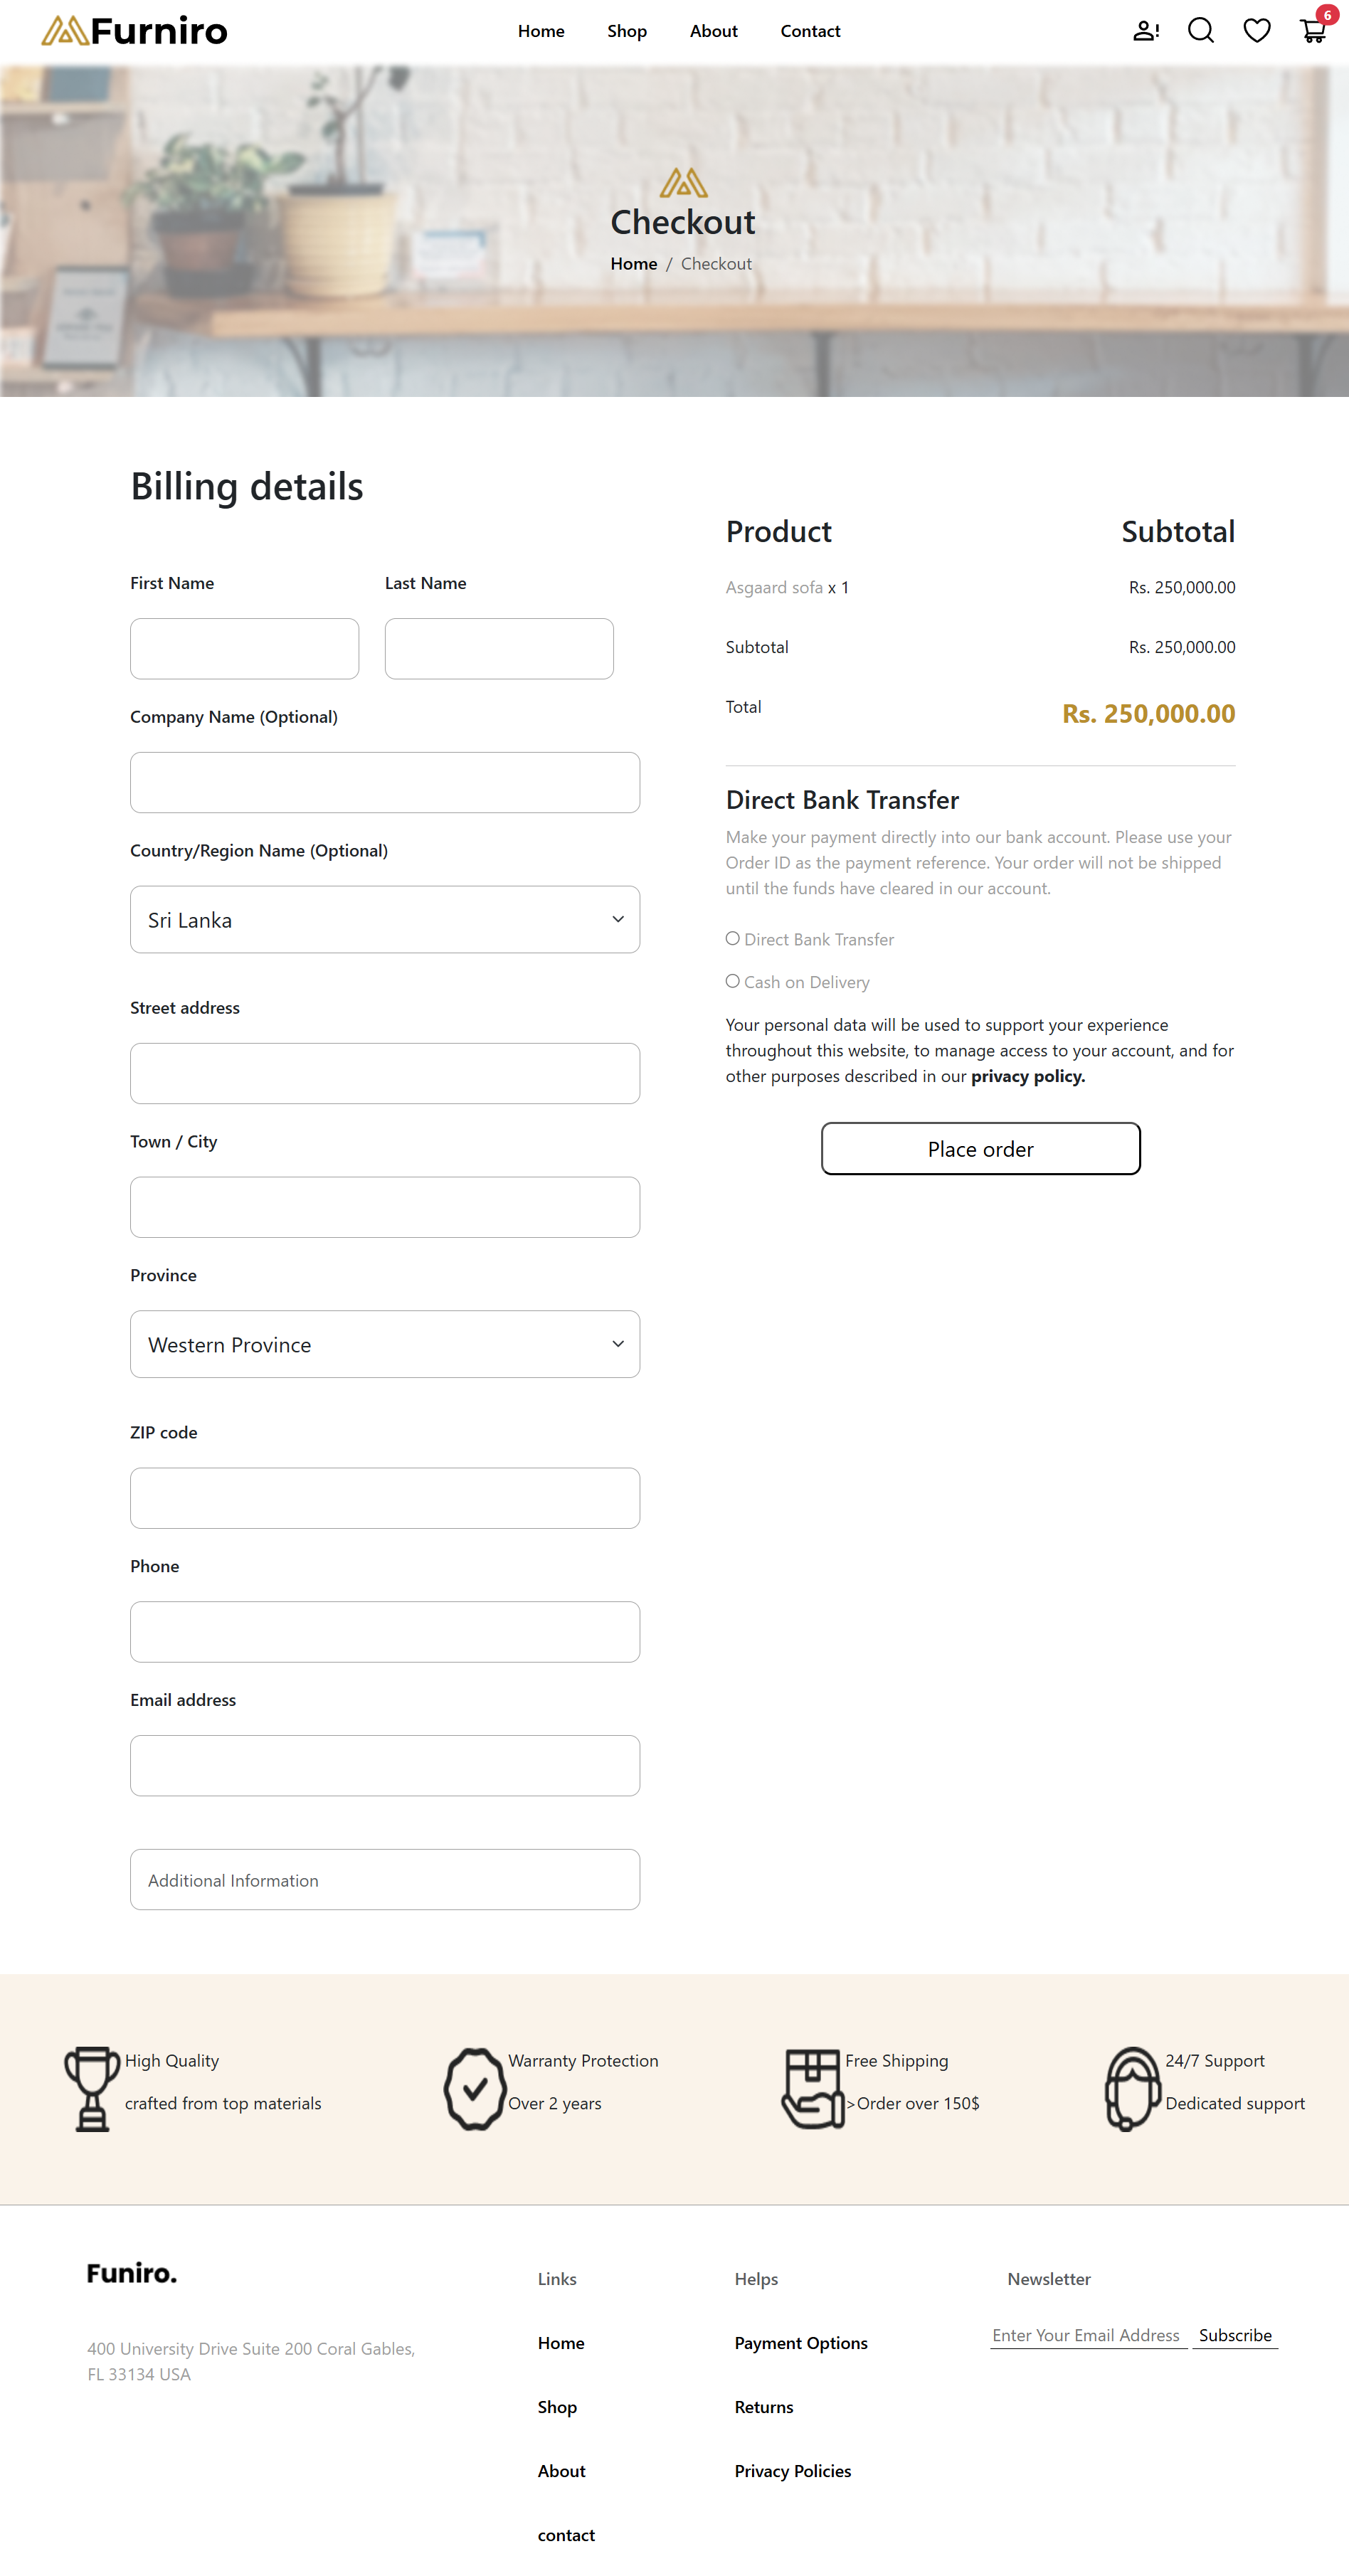 Furniro
Home
Shop
About
Contact
6
Checkout
Home / Checkout
Billing details
First Name
Last Name
Company Name (Optional)
Country/Region Name (Optional)
Sri Lanka
Street address
Town / City
Province
Western Province
ZIP code
Phone
Email address
Additional Information
Product
Subtotal
Asgaard sofa x 1
Rs. 250,000.00
Subtotal
Rs. 250,000.00
Total
Rs. 250,000.00
Direct Bank Transfer
Make your payment directly into our bank account. Please use your
Order ID as the payment reference. Your order will not be shipped
until the funds have cleared in our account.
Direct Bank Transfer
Cash on Delivery
Your personal data will be used to support your experience
throughout this website, to manage access to your account, and for
other purposes described in our privacy policy.
Place order
High Quality
crafted from top materials
Warranty Protection
Over 2 years
Free Shipping
>Order over 150$
24/7 Support
Dedicated support
Funiro.
400 University Drive Suite 200 Coral Gables,
FL 33134 USA
Links
Home
Shop
About
contact
Helps
Payment Options
Returns
Privacy Policies
Newsletter
Enter Your Email Address
Subscribe